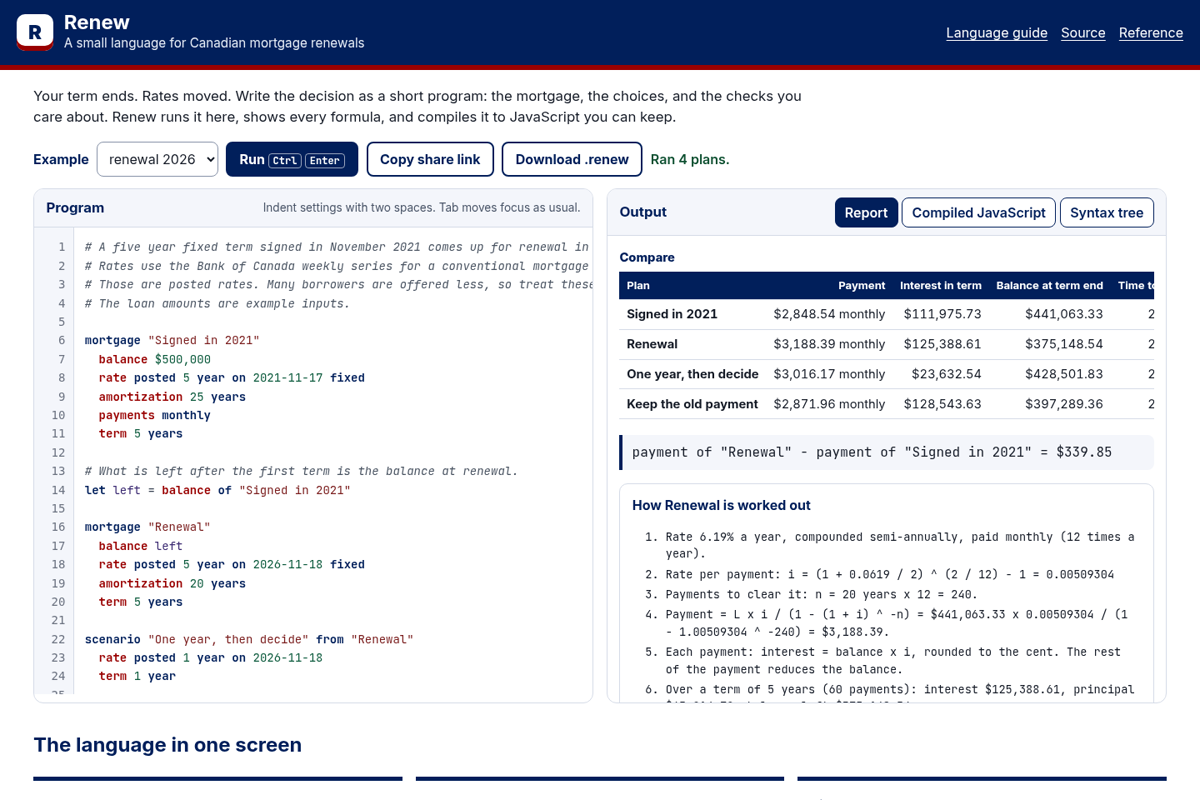 R
Renew
A small language for Canadian mortgage renewals
Language guide Source Reference
Your term ends. Rates moved. Write the decision as a short program: the mortgage, the choices, and the checks you
care about. Renew runs it here, shows every formula, and compiles it to JavaScript you can keep.
Example renewal 2026 Run Ctrl Enter Copy share link Download .renew Ran 4 plans.
Program Indent settings with two spaces. Tab moves focus as usual.
1 # A five year fixed term signed in November 2021 comes up for renewal in
2 # Rates use the Bank of Canada weekly series for a conventional mortgage
3 # Those are posted rates. Many borrowers are offered less, so treat these
4 # The loan amounts are example inputs.
5
6 mortgage "Signed in 2021"
7 balance $500,000
8 rate posted 5 year on 2021-11-17 fixed
9 amortization 25 years
10 payments monthly
11 term 5 years
12
13 # What is left after the first term is the balance at renewal.
14 let left = balance of "Signed in 2021"
15
16 mortgage "Renewal"
17 balance left
18 rate posted 5 year on 2026-11-18 fixed
19 amortization 20 years
20 term 5 years
21
22 scenario "One year, then decide" from "Renewal"
23 rate posted 1 year on 2026-11-18
24 term 1 year
Output Report Compiled JavaScript Syntax tree
Compare
Plan Payment Interest in term Balance at term end Time to
Signed in 2021 $2,848.54 monthly $111,975.73 $441,063.33 2
Renewal $3,188.39 monthly $125,388.61 $375,148.54 2
One year, then decide $3,016.17 monthly $23,632.54 $428,501.83 2
Keep the old payment $2,871.96 monthly $128,543.63 $397,289.36 2
payment of "Renewal" - payment of "Signed in 2021" = $339.85
How Renewal is worked out
1. Rate 6.19% a year, compounded semi-annually, paid monthly (12 times a
year).
2. Rate per payment: i = (1 + 0.0619 / 2) ^ (2 / 12) - 1 = 0.00509304
3. Payments to clear it: n = 20 years x 12 = 240.
4. Payment = L x i / (1 - (1 + i) ^ -n) = $441,063.33 x 0.00509304 / (1
- 1.00509304 ^ -240) = $3,188.39.
5. Each payment: interest = balance x i, rounded to the cent. The rest
of the payment reduces the balance.
6. Over a term of 5 years (60 payments): interest $125,388.61, principal
The language in one screen